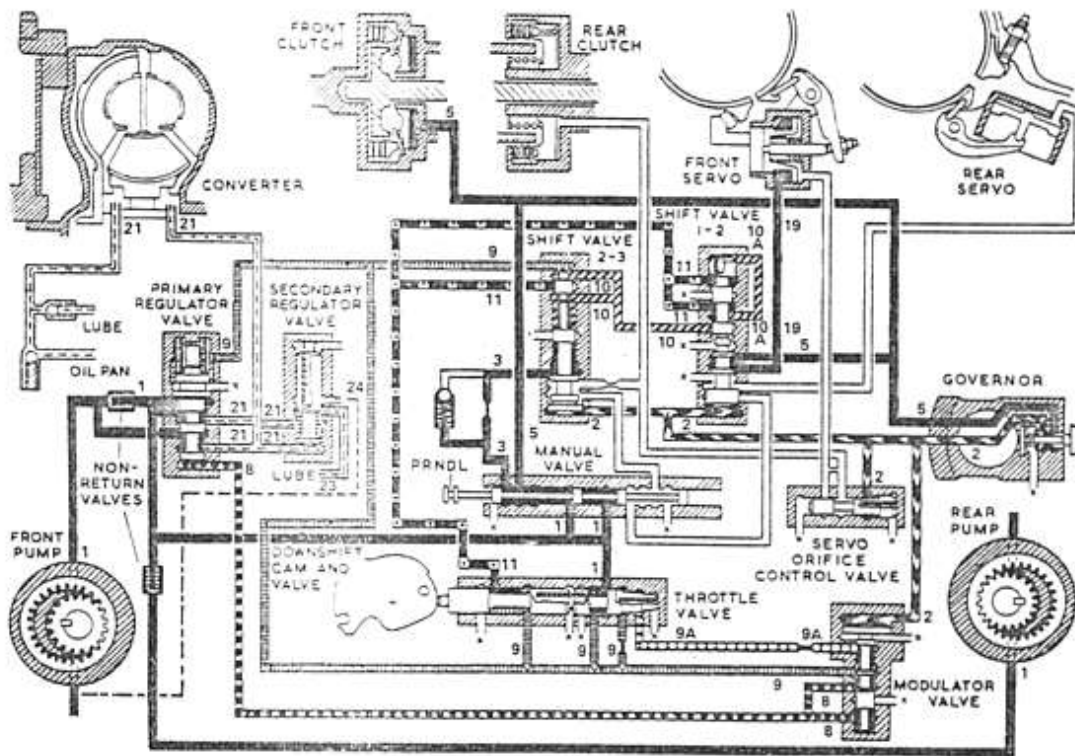 FRONT
CLUTCH
REAR
CLUTCH
5
CONVERTER
21
21
FRONT
SERVO
REAR
SERVO
19
SHIFT VALVE
1-2
10
A
SHIFT VALVE
2-3
9
11
11
11
10
10
10
10
A
19
5
PRIMARY
REGULATOR
VALVE
SECONDARY
REGULATOR
VALVE
9
LUBE
OIL PAN
1
21
21
21
21
24
3
3
5
2
2
GOVERNOR
5
2
8
LUBE
23
NON-
RETURN
VALVES
PRNDL
MANUAL
VALVE
1
1
2
SERVO
ORIFICE
CONTROL VALVE
REAR
PUMP
FRONT
PUMP
1
DOWNSHIFT
CAM AND
VALVE
11
1
THROTTLE
VALVE
9
9
9
9A
9A
2
9
8
8
MODULATOR
VALVE
1